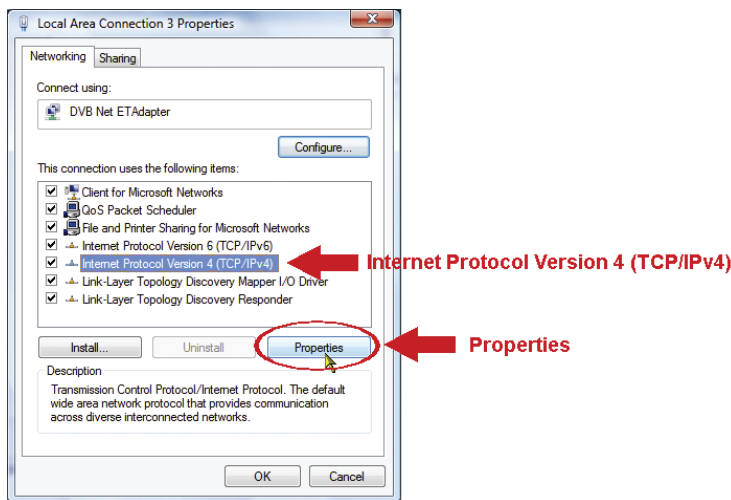 Local Area Connection 3 Properties
Networking Sharing
Connect using:
DVB Net ETAdapter
Configure...
This connection uses the following items:
Client for Microsoft Networks
QoS Packet Scheduler
File and Printer Sharing for Microsoft Networks
Internet Protocol Version 6 (TCP/IPv6)
Internet Protocol Version 4 (TCP/IPv4) Internet Protocol Version 4 (TCP/IPv4)
Link-Layer Topology Discovery Mapper I/O Driver
Link-Layer Topology Discovery Responder
Install... Uninstall Properties Properties
Description
Transmission Control Protocol/Internet Protocol. The default
wide area network protocol that provides communication
across diverse interconnected networks.
OK Cancel